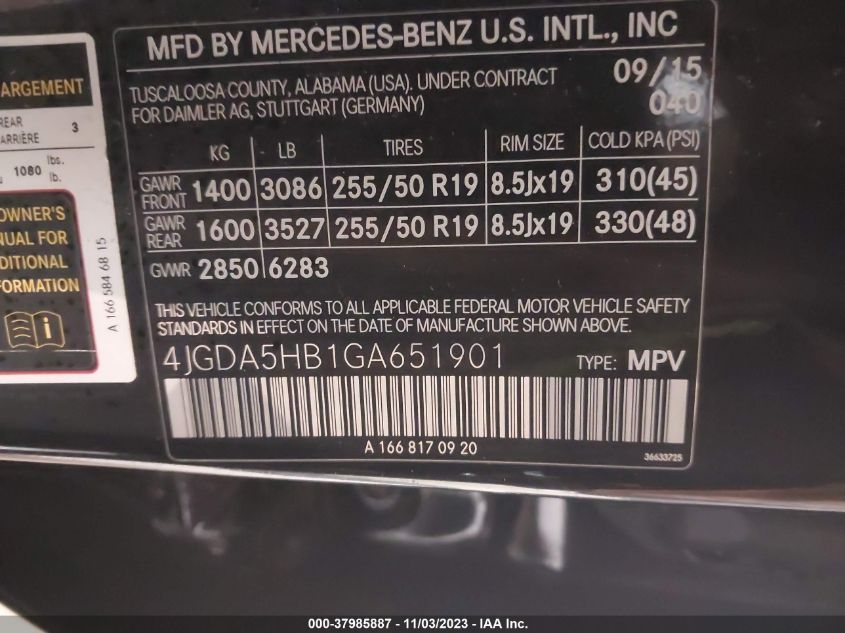 MFD BY MERCEDES-BENZ U.S. INTL., INC
TUSCALOOSA COUNTY, ALABAMA (USA). UNDER CONTRACT
FOR DAIMLER AG, STUTTGART (GERMANY)
09/15
040
KG LB TIRES RIM SIZE COLD KPA (PSI)
GAWR FRONT 1400 3086 255/50 R19 8.5Jx19 310(45)
GAWR REAR 1600 3527 255/50 R19 8.5Jx19 330(48)
GVWR 2850 6283
THIS VEHICLE CONFORMS TO ALL APPLICABLE FEDERAL MOTOR VEHICLE SAFETY
STANDARDS IN EFFECT ON THE DATE OF MANUFACTURE SHOWN ABOVE.
4JGDA5HB1GA651901 TYPE: MPV
A 166 817 09 20
36633725
ARGEMENT
REAR
ARRIÈRE 3
1080 lbs.
lb.
OWNER'S
NUAL FOR
DITIONAL
FORMATION
A 166 584 68 15
000-37985887 - 11/03/2023 - IAA Inc.